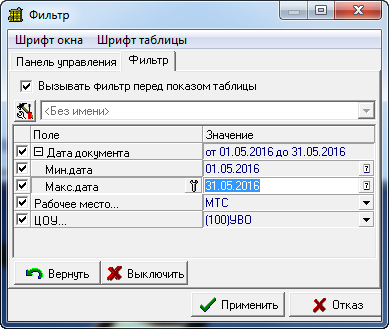 Фильтр
Шрифт окна Шрифт таблицы
Панель управления Фильтр
Вызывать фильтр перед показом таблицы
<Без имени>
Поле Значение
Дата документа от 01.05.2016 до 31.05.2016
Мин.дата 01.05.2016
Макс.дата 31.05.2016
Рабочее место... МТС
ЦОУ... (100)УВО
Вернуть Выключить
Применить Отказ